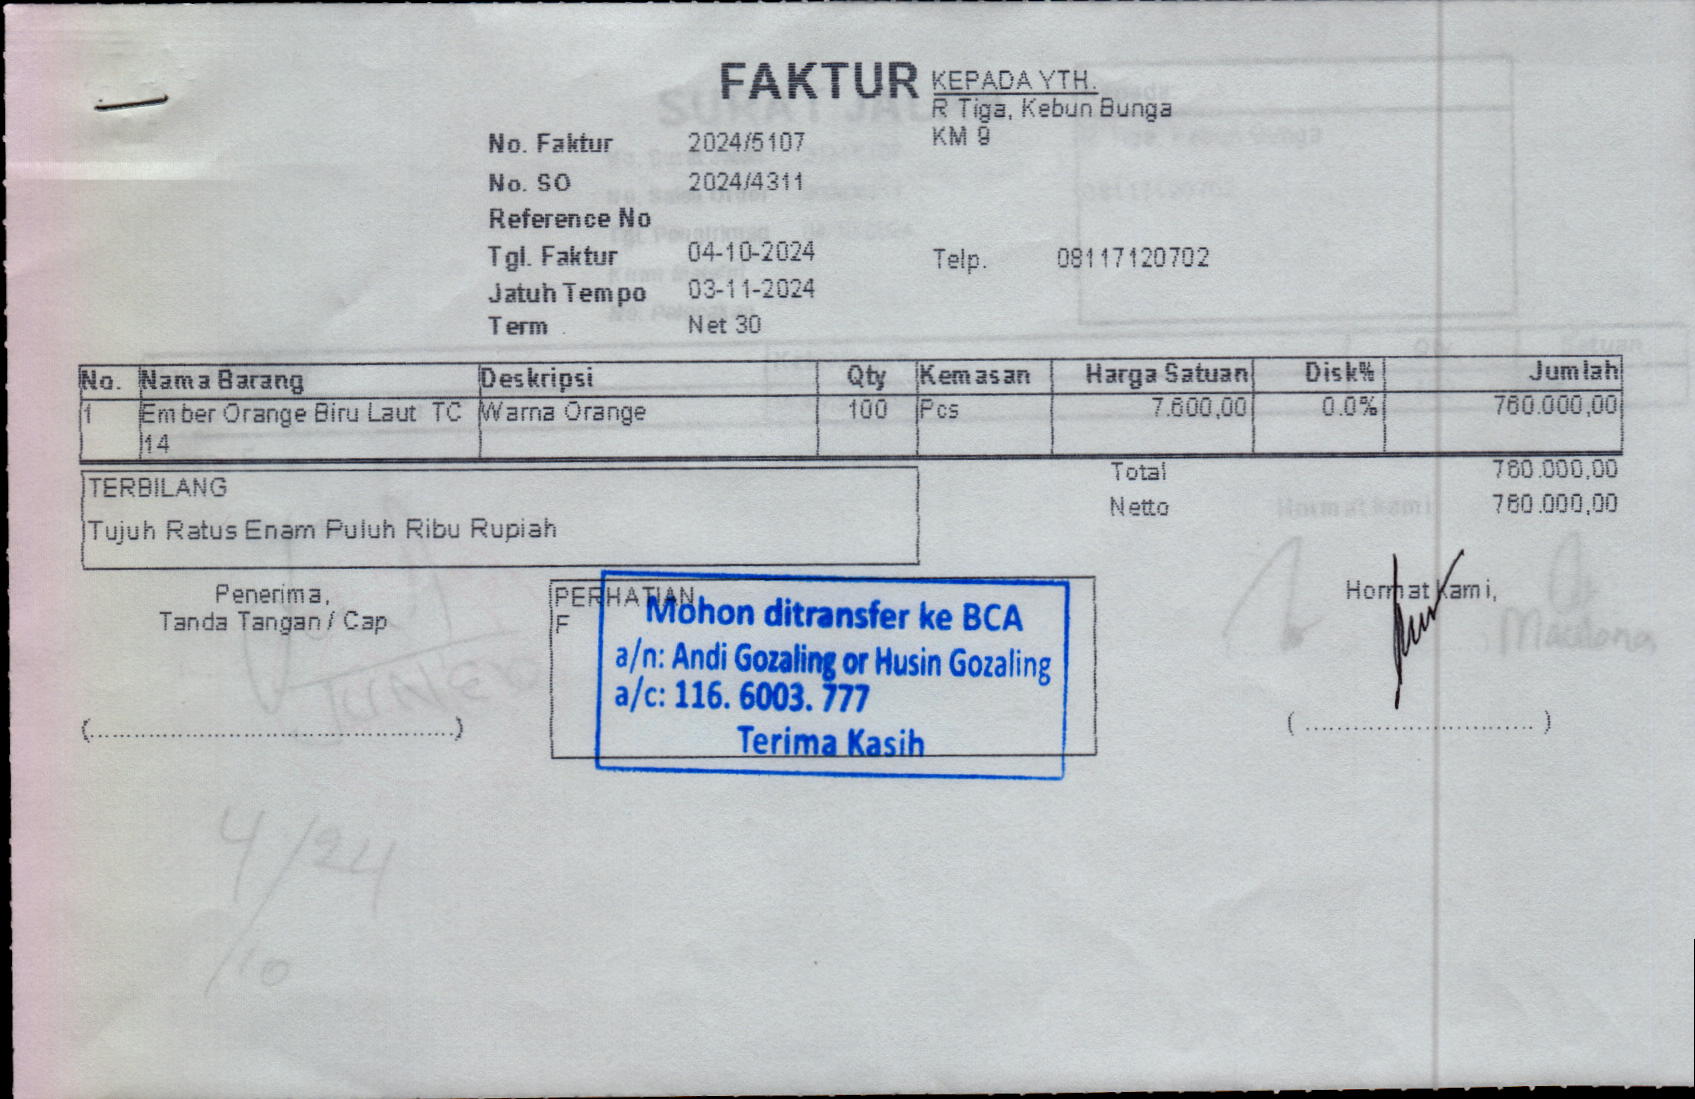 FAKTUR
KEPADA YTH.
R Tiga, Kebun Bunga
KM 9
No. Faktur 2024/5107
No. SO 2024/4311
Reference No
Tgl. Faktur 04-10-2024
Telp. 08117120702
Jatuh Tempo 03-11-2024
Term Net 30
No. Nama Barang Deskripsi Qty Kemasan Harga Satuan Disk% Jumlah
1 Ember Orange Biru Laut TC Warna Orange 100 Pcs 7.600,00 0.0% 760.000,00
14
Total 760.000,00
Netto 760.000,00
TERBILANG
Tujuh Ratus Enam Puluh Ribu Rupiah
Penerima,
Tanda Tangan / Cap
(..................................................)
PERHATIAN
F
Mohon ditransfer ke BCA
a/n: Andi Gozaling or Husin Gozaling
a/c: 116. 6003. 777
Terima Kasih
Hormat kami,
( ................................ )
4/24
/10